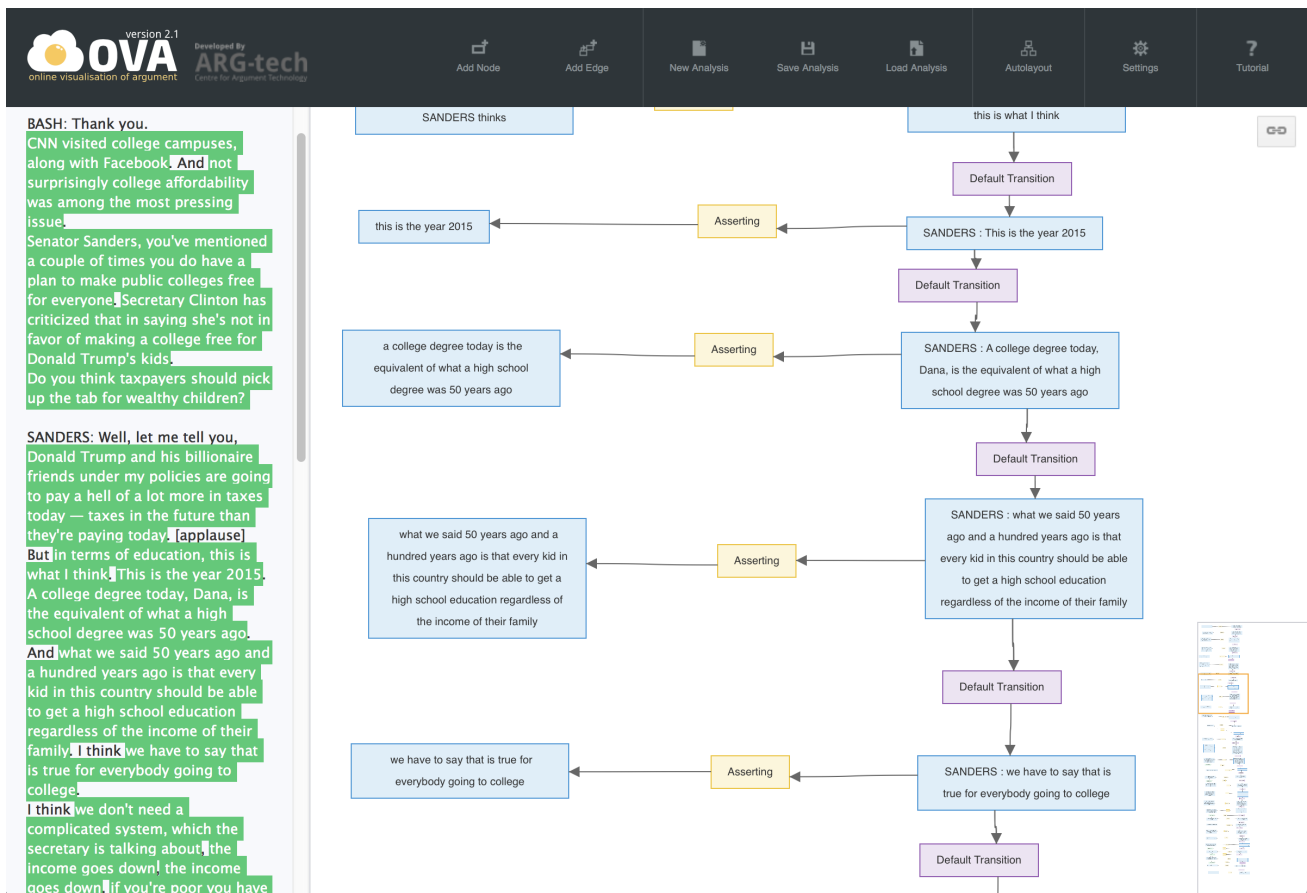 version 2.1
OVA
online visualisation of argument
Developed By
ARG-tech
Centre for Argument Technology
Add Node
Add Edge
New Analysis
Save Analysis
Load Analysis
Autolayout
Settings
?
Tutorial
BASH: Thank you.
CNN visited college campuses,
along with Facebook. And not
surprisingly college affordability
was among the most pressing
issue.
Senator Sanders, you've mentioned
a couple of times you do have a
plan to make public colleges free
for everyone. Secretary Clinton has
criticized that in saying she's not in
favor of making a college free for
Donald Trump's kids.
Do you think taxpayers should pick
up the tab for wealthy children?
SANDERS: Well, let me tell you,
Donald Trump and his billionaire
friends under my policies are going
to pay a hell of a lot more in taxes
today — taxes in the future than
they're paying today. [applause]
But in terms of education, this is
what I think. This is the year 2015.
A college degree today, Dana, is
the equivalent of what a high
school degree was 50 years ago.
And what we said 50 years ago and
a hundred years ago is that every
kid in this country should be able
to get a high school education
regardless of the income of their
family. I think we have to say that
is true for everybody going to
college.
I think we don't need a
complicated system, which the
secretary is talking about, the
income goes down, the income
goes down, if you're poor you have
SANDERS thinks
this is what I think
Default Transition
this is the year 2015
Asserting
SANDERS : This is the year 2015
Default Transition
a college degree today is the
equivalent of what a high school
degree was 50 years ago
Asserting
SANDERS : A college degree today,
Dana, is the equivalent of what a high
school degree was 50 years ago
Default Transition
what we said 50 years ago and a
hundred years ago is that every kid in
this country should be able to get a
high school education regardless of
the income of their family
Asserting
SANDERS : what we said 50 years
ago and a hundred years ago is that
every kid in this country should be able
to get a high school education
regardless of the income of their family
Default Transition
we have to say that is true for
everybody going to college
Asserting
SANDERS : we have to say that is
true for everybody going to college
Default Transition